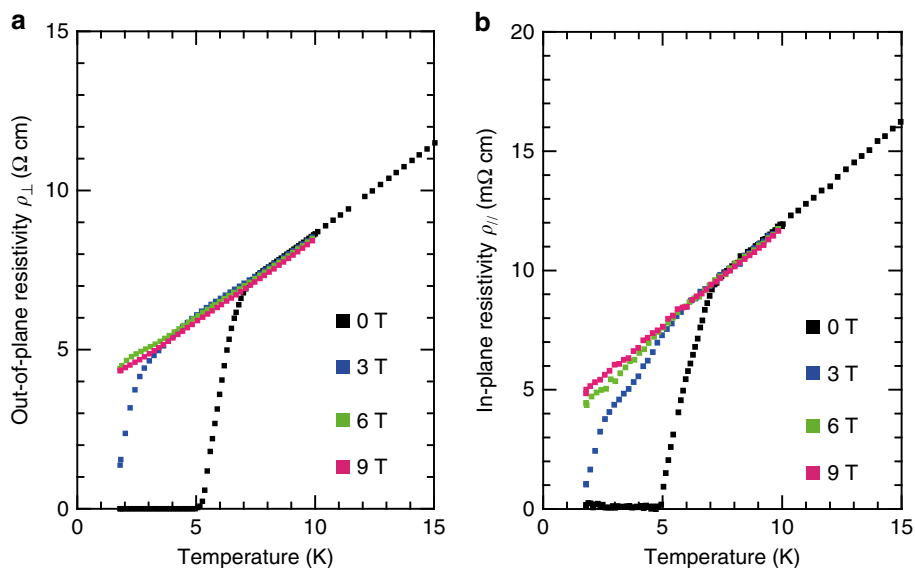 a
15
10
5
0
Out-of-plane resistivity ρ⊥ (Ω cm)
0 T
3 T
6 T
9 T
0 5 10 15
Temperature (K)
b
20
15
10
5
0
In-plane resistivity ρ// (mΩ cm)
0 T
3 T
6 T
9 T
0 5 10 15
Temperature (K)